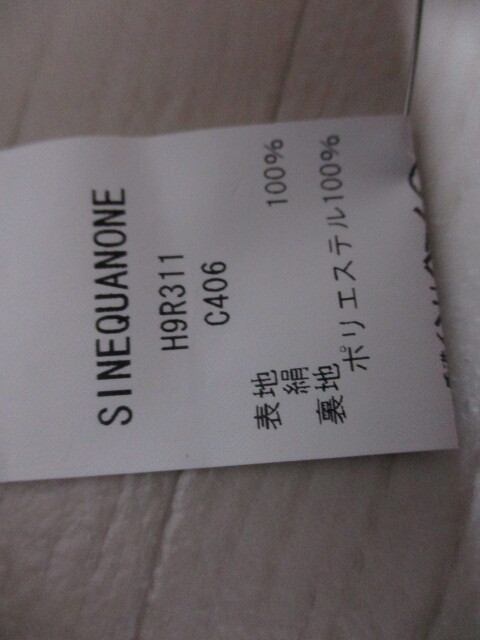 SINEQUANONE
H9R311
C406
表地
絹 100%
裏地
ポリエステル100%